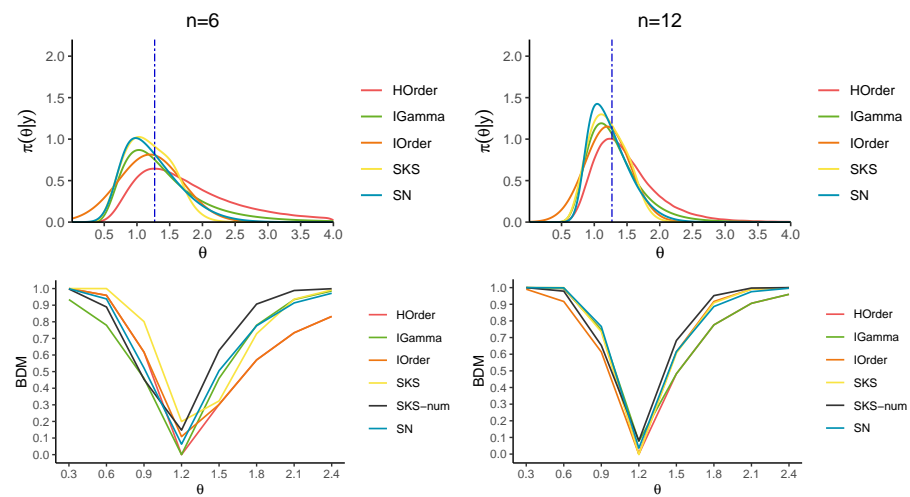 n=6
n=12
2.0
1.5
1.0
0.5
0.0
π(θ|y)
0.5 1.0 1.5 2.0 2.5 3.0 3.5 4.0
θ
HOrder
IGamma
IOrder
SKS
SN
2.0
1.5
1.0
0.5
0.0
π(θ|y)
0.5 1.0 1.5 2.0 2.5 3.0 3.5 4.0
θ
HOrder
IGamma
IOrder
SKS
SN
1.0
0.9
0.8
0.7
0.6
0.5
0.4
0.3
0.2
0.1
0.0
BDM
0.3 0.6 0.9 1.2 1.5 1.8 2.1 2.4
θ
HOrder
IGamma
IOrder
SKS
SKS−num
SN
1.0
0.9
0.8
0.7
0.6
0.5
0.4
0.3
0.2
0.1
0.0
BDM
0.3 0.6 0.9 1.2 1.5 1.8 2.1 2.4
θ
HOrder
IGamma
IOrder
SKS
SKS−num
SN